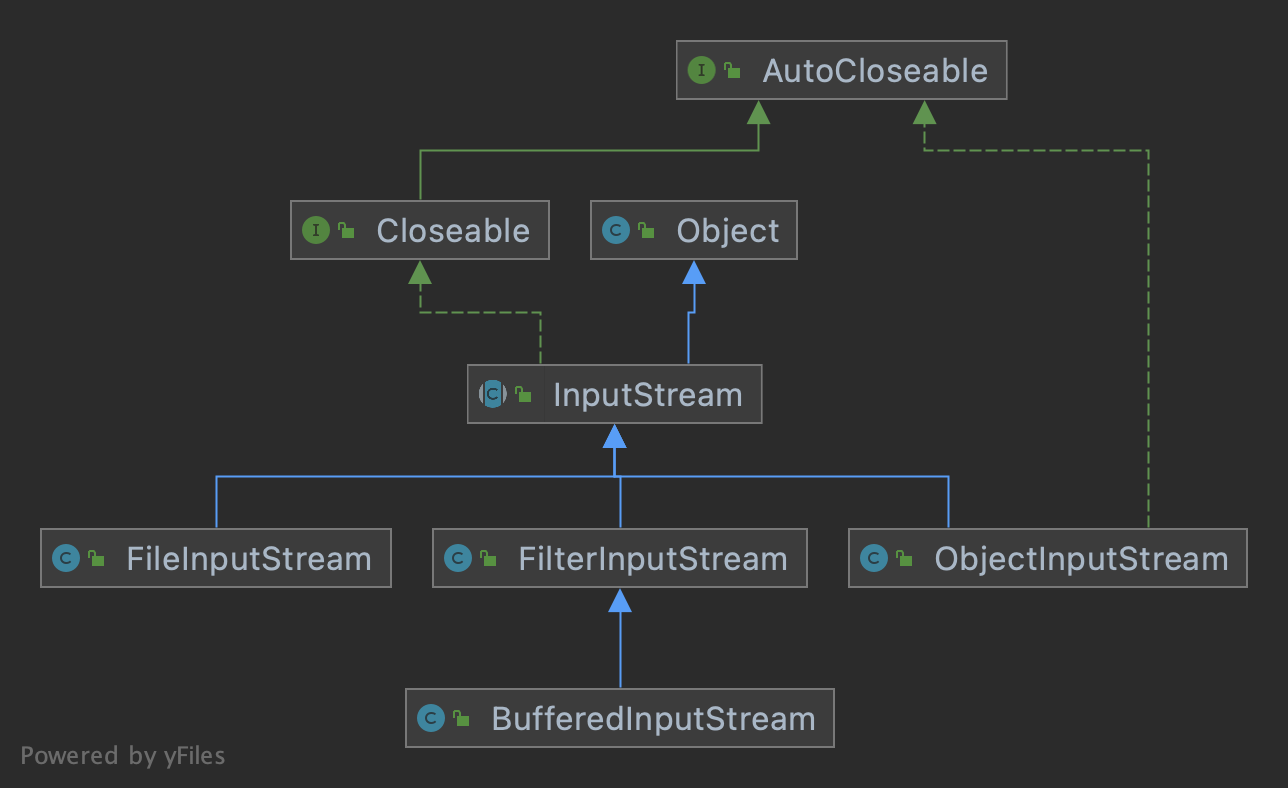 I AutoCloseable
I Closeable
C Object
C InputStream
C FileInputStream
C FilterInputStream
C ObjectInputStream
C BufferedInputStream
Powered by yFiles